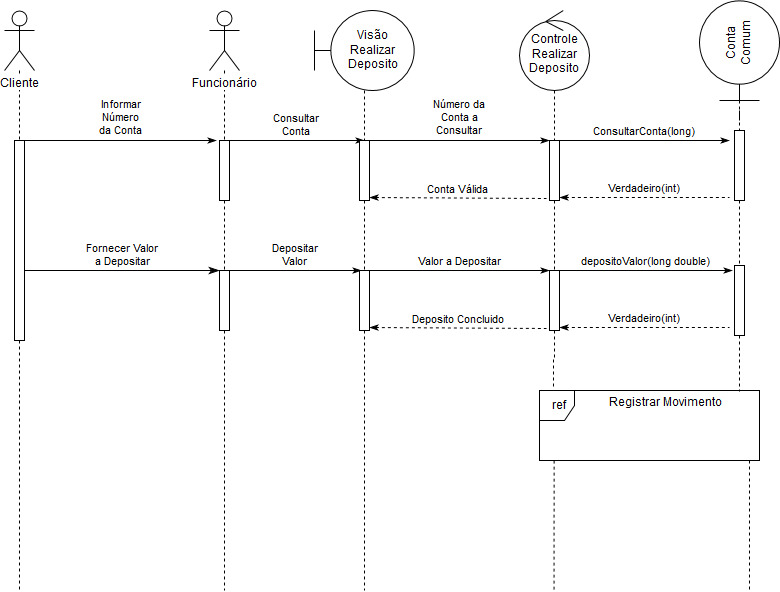 Visão
Realizar
Deposito
Controle
Realizar
Deposito
Conta
Comum
Cliente
Funcionário
Informar
Número
da Conta
Consultar
Conta
Número da
Conta a
Consultar
ConsultarConta(long)
Conta Válida
Verdadeiro(int)
Fornecer Valor
a Depositar
Depositar
Valor
Valor a Depositar
depositoValor(long double)
Deposito Concluido
Verdadeiro(int)
ref
Registrar Movimento